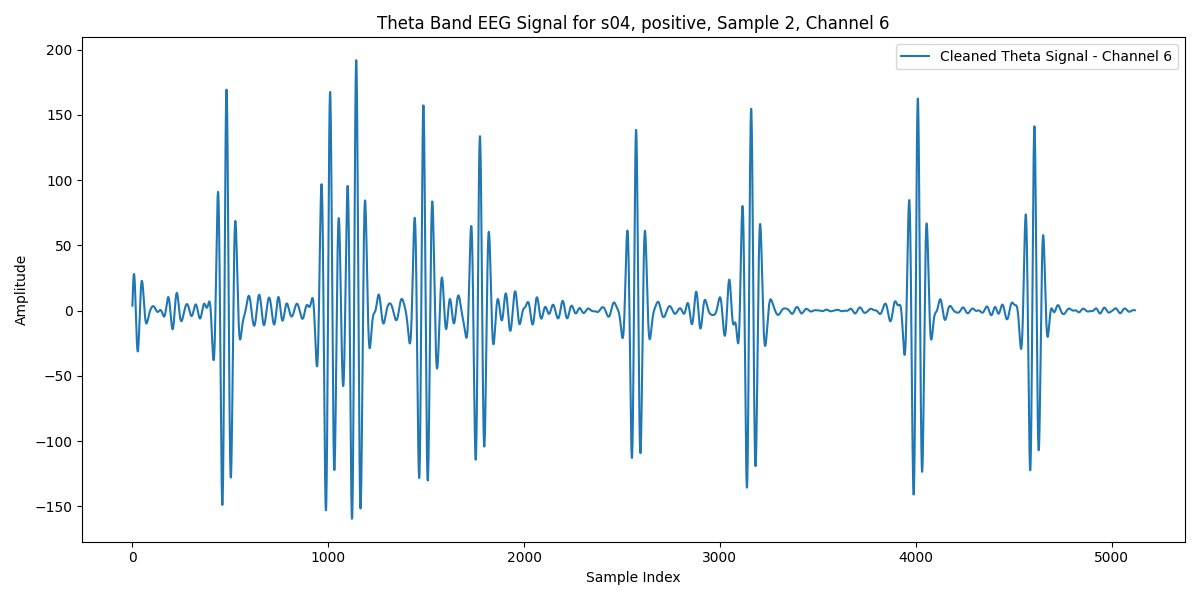 Theta Band EEG Signal for s04, positive, Sample 2, Channel 6
Cleaned Theta Signal - Channel 6
Amplitude
200
150
100
50
0
−50
−100
−150
0 1000 2000 3000 4000 5000
Sample Index